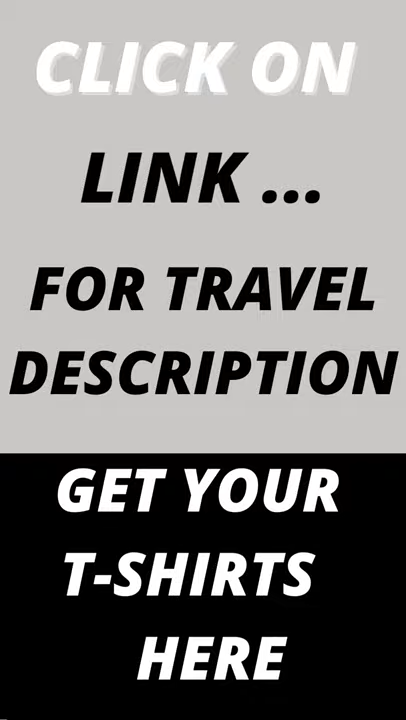 CLICK ON
LINK ...
FOR TRAVEL
DESCRIPTION
GET YOUR
T-SHIRTS
HERE